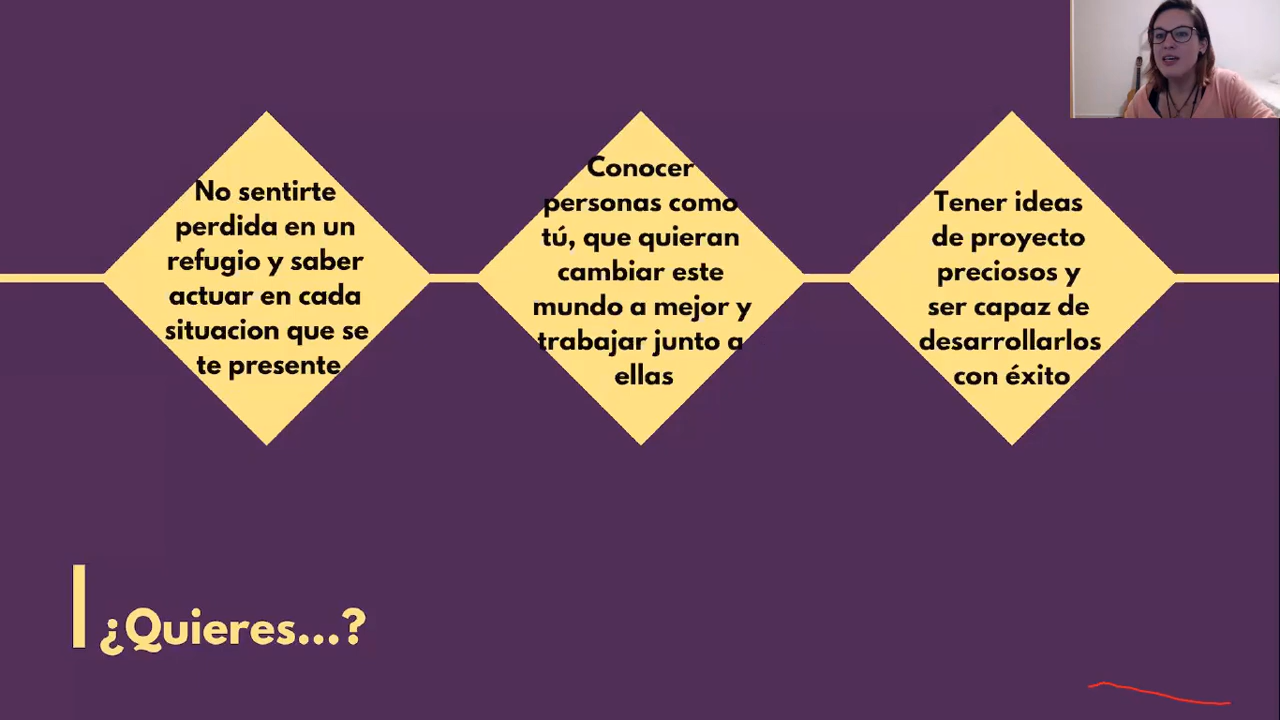 No sentirte
perdida en un
refugio y saber
actuar en cada
situacion que se
te presente
Conocer
personas como
tú, que quieran
cambiar este
mundo a mejor y
trabajar junto a
ellas
Tener ideas
de proyecto
preciosos y
ser capaz de
desarrollarlos
con éxito
¿Quieres...?